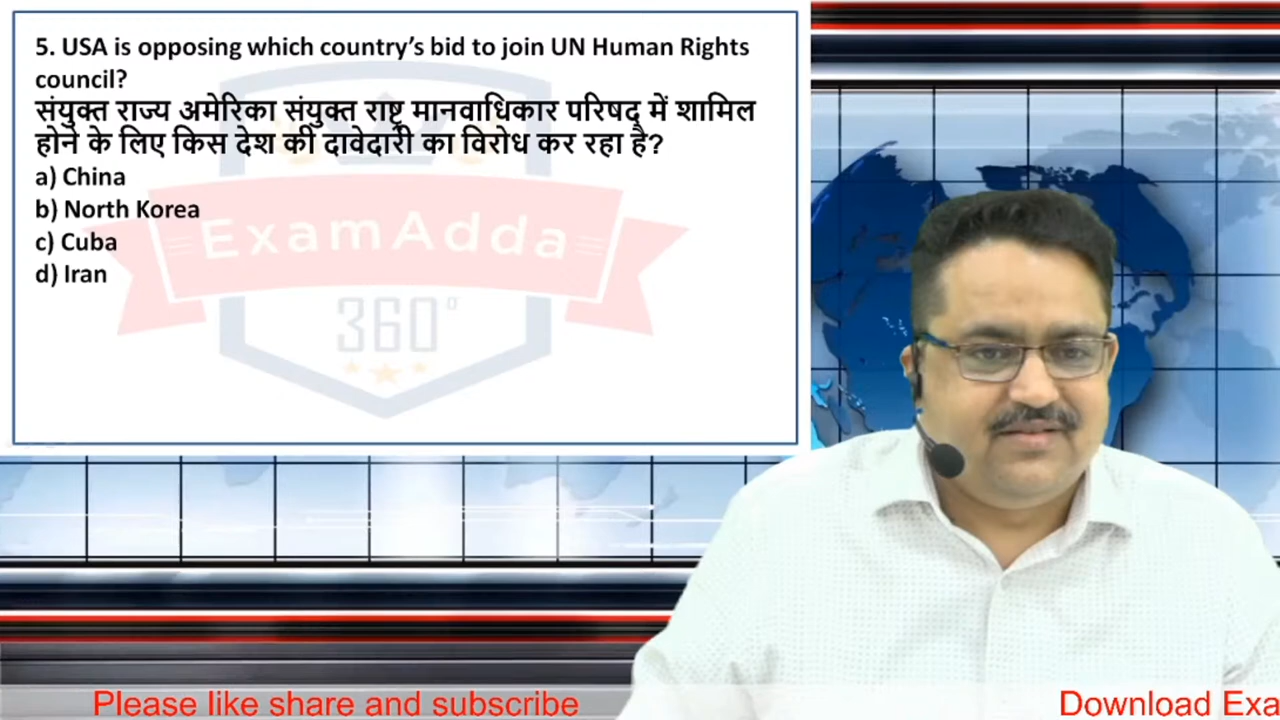 5. USA is opposing which country’s bid to join UN Human Rights
council?
संयुक्त राज्य अमेरिका संयुक्त राष्ट्र मानवाधिकार परिषद् में शामिल
होने के लिए किस देश की दावेदारी का विरोध कर रहा है?
a) China
b) North Korea
c) Cuba
d) Iran
ExamAdda
360°
Please like share and subscribe
Download Exa